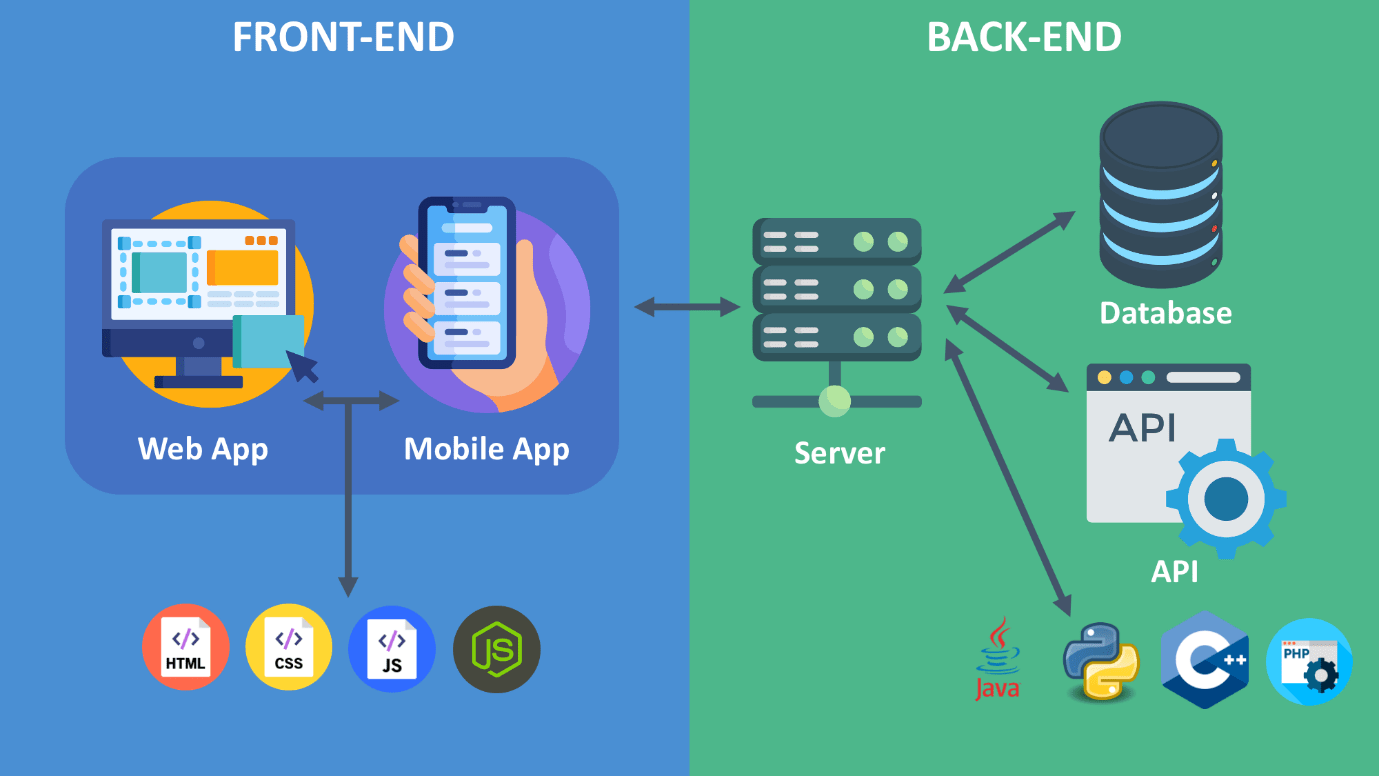 FRONT-END
BACK-END
Web App
Mobile App
Server
Database
API
API
HTML
CSS
JS
JS
Java
C++
PHP